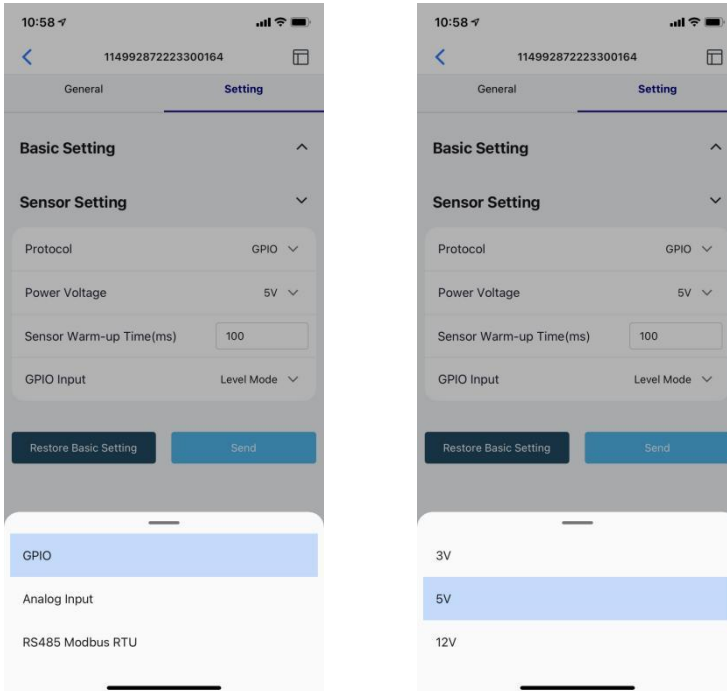 10:58
114992872223300164
General Setting
Basic Setting
Sensor Setting
Protocol GPIO
Power Voltage 5V
Sensor Warm-up Time(ms) 100
GPIO Input Level Mode
Restore Basic Setting Send
GPIO
Analog Input
RS485 Modbus RTU
10:58
114992872223300164
General Setting
Basic Setting
Sensor Setting
Protocol GPIO
Power Voltage 5V
Sensor Warm-up Time(ms) 100
GPIO Input Level Mode
Restore Basic Setting Send
3V
5V
12V